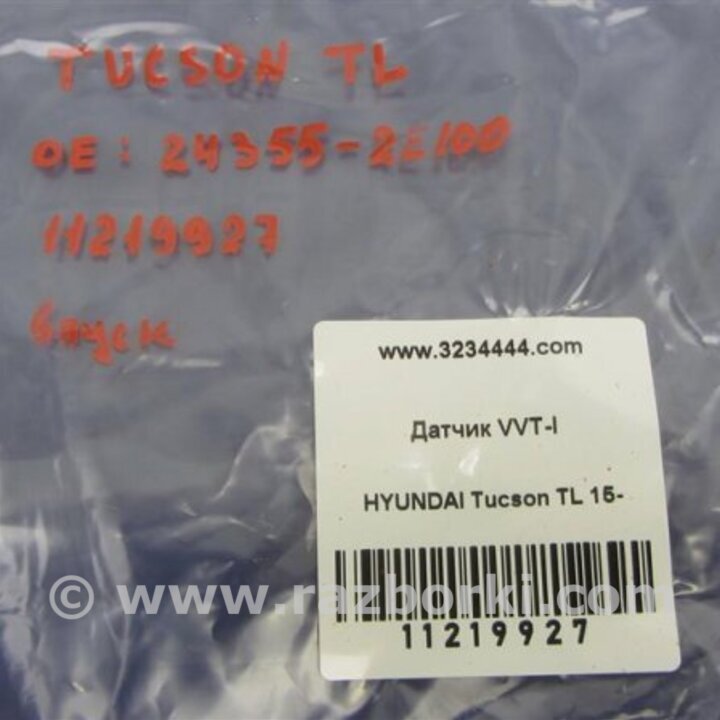 TUCSON TL
OE: 24355-2E100
11219927
впуск
www.3234444.com
Датчик VVT-I
HYUNDAI Tucson TL 15-
© www.razborki.com
11219927